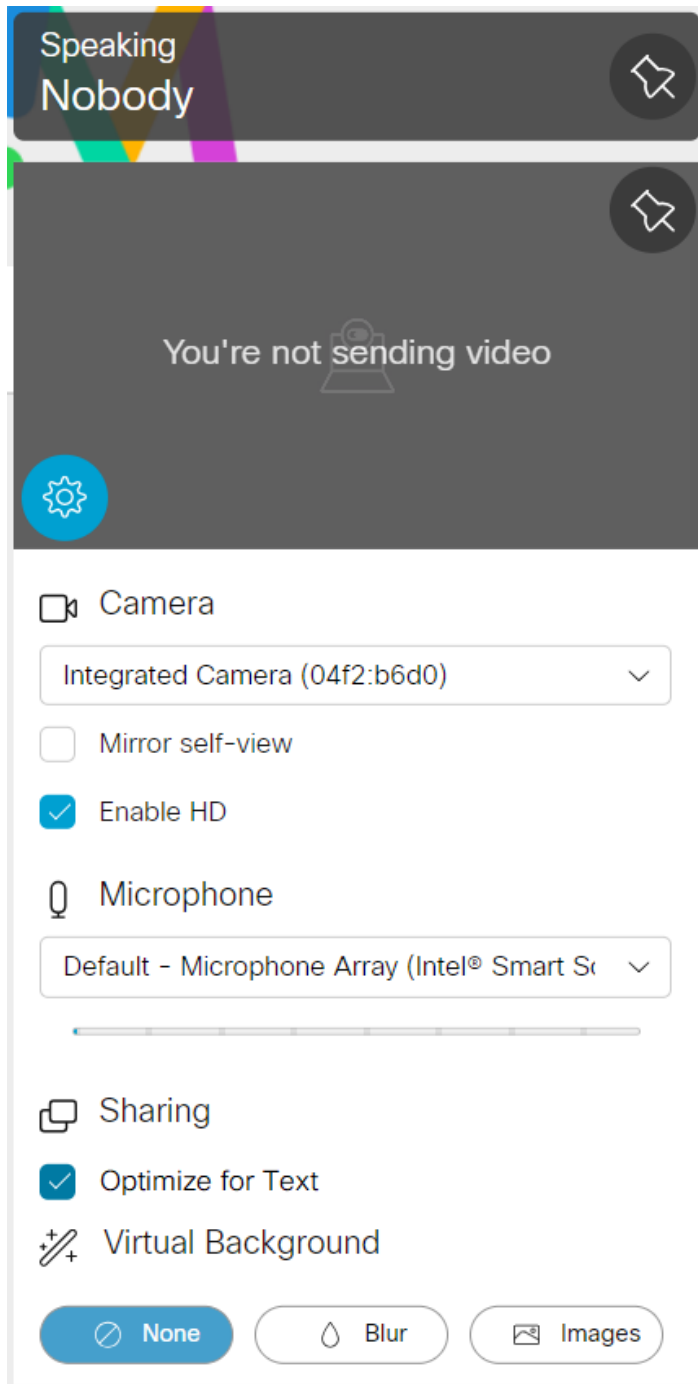 Speaking
Nobody
You're not sending video
Camera
Integrated Camera (04f2:b6d0)
Mirror self-view
Enable HD
Microphone
Default - Microphone Array (Intel® Smart So
Sharing
Optimize for Text
Virtual Background
None
Blur
Images